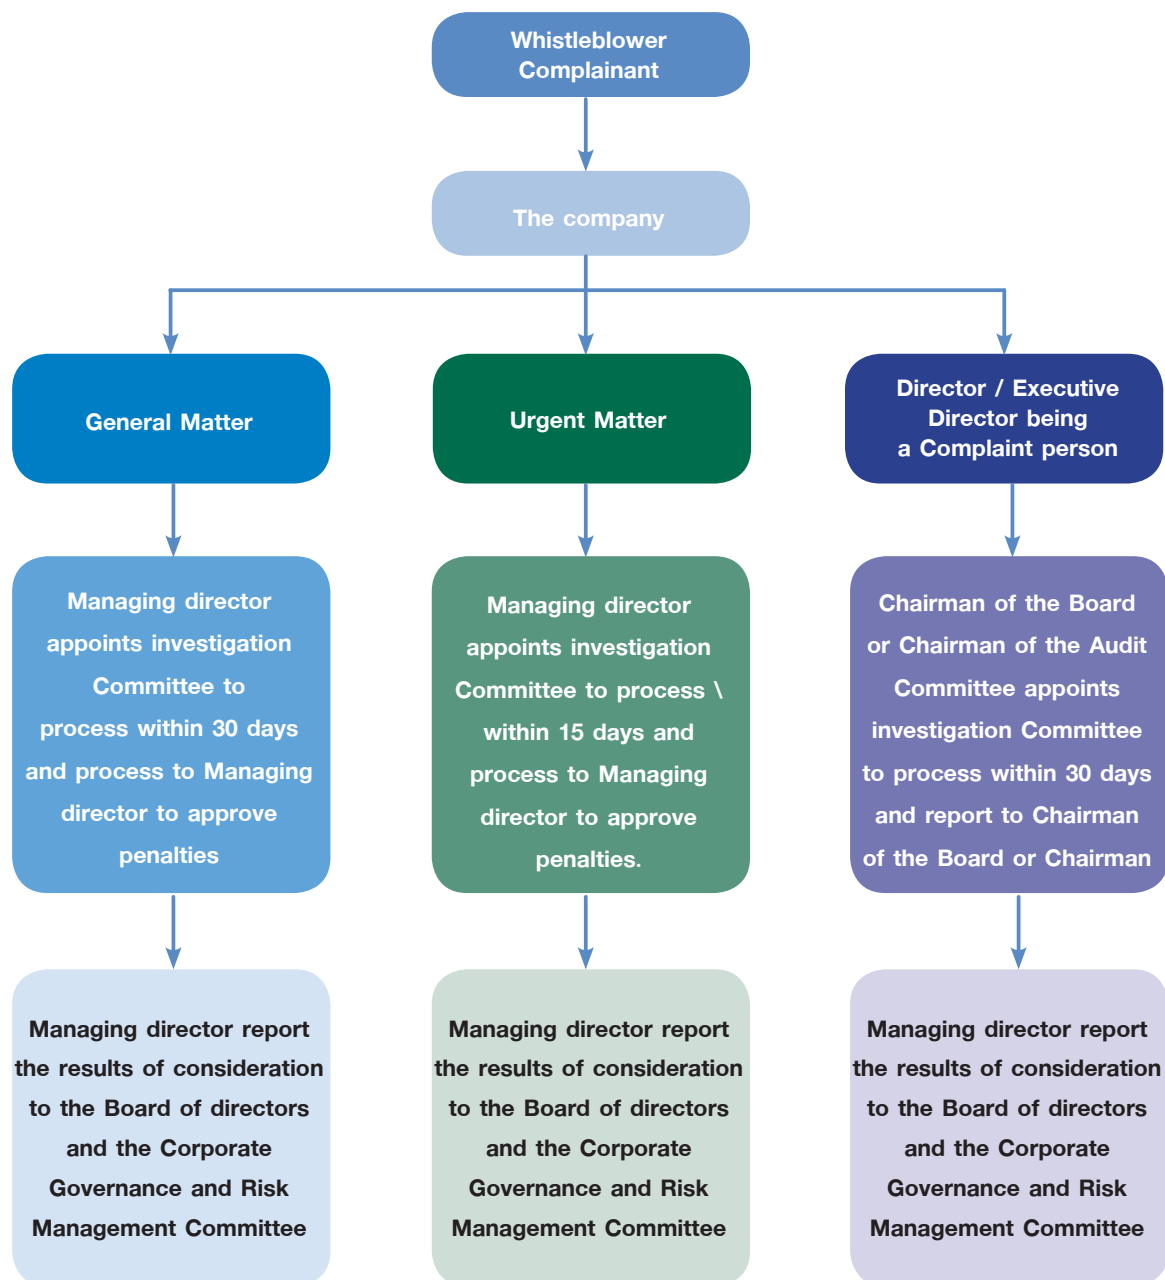 Whistleblower
Complainant
The company
General Matter
Urgent Matter
Director / Executive
Director being
a Complaint person
Managing director
appoints investigation
Committee to
process within 30 days
and process to Managing
director to approve
penalties
Managing director
appoints investigation
Committee to process \
within 15 days and
process to Managing
director to approve
penalties.
Chairman of the Board
or Chairman of the Audit
Committee appoints
investigation Committee
to process within 30 days
and report to Chairman
of the Board or Chairman
Managing director report
the results of consideration
to the Board of directors
and the Corporate
Governance and Risk
Management Committee
Managing director report
the results of consideration
to the Board of directors
and the Corporate
Governance and Risk
Management Committee
Managing director report
the results of consideration
to the Board of directors
and the Corporate
Governance and Risk
Management Committee